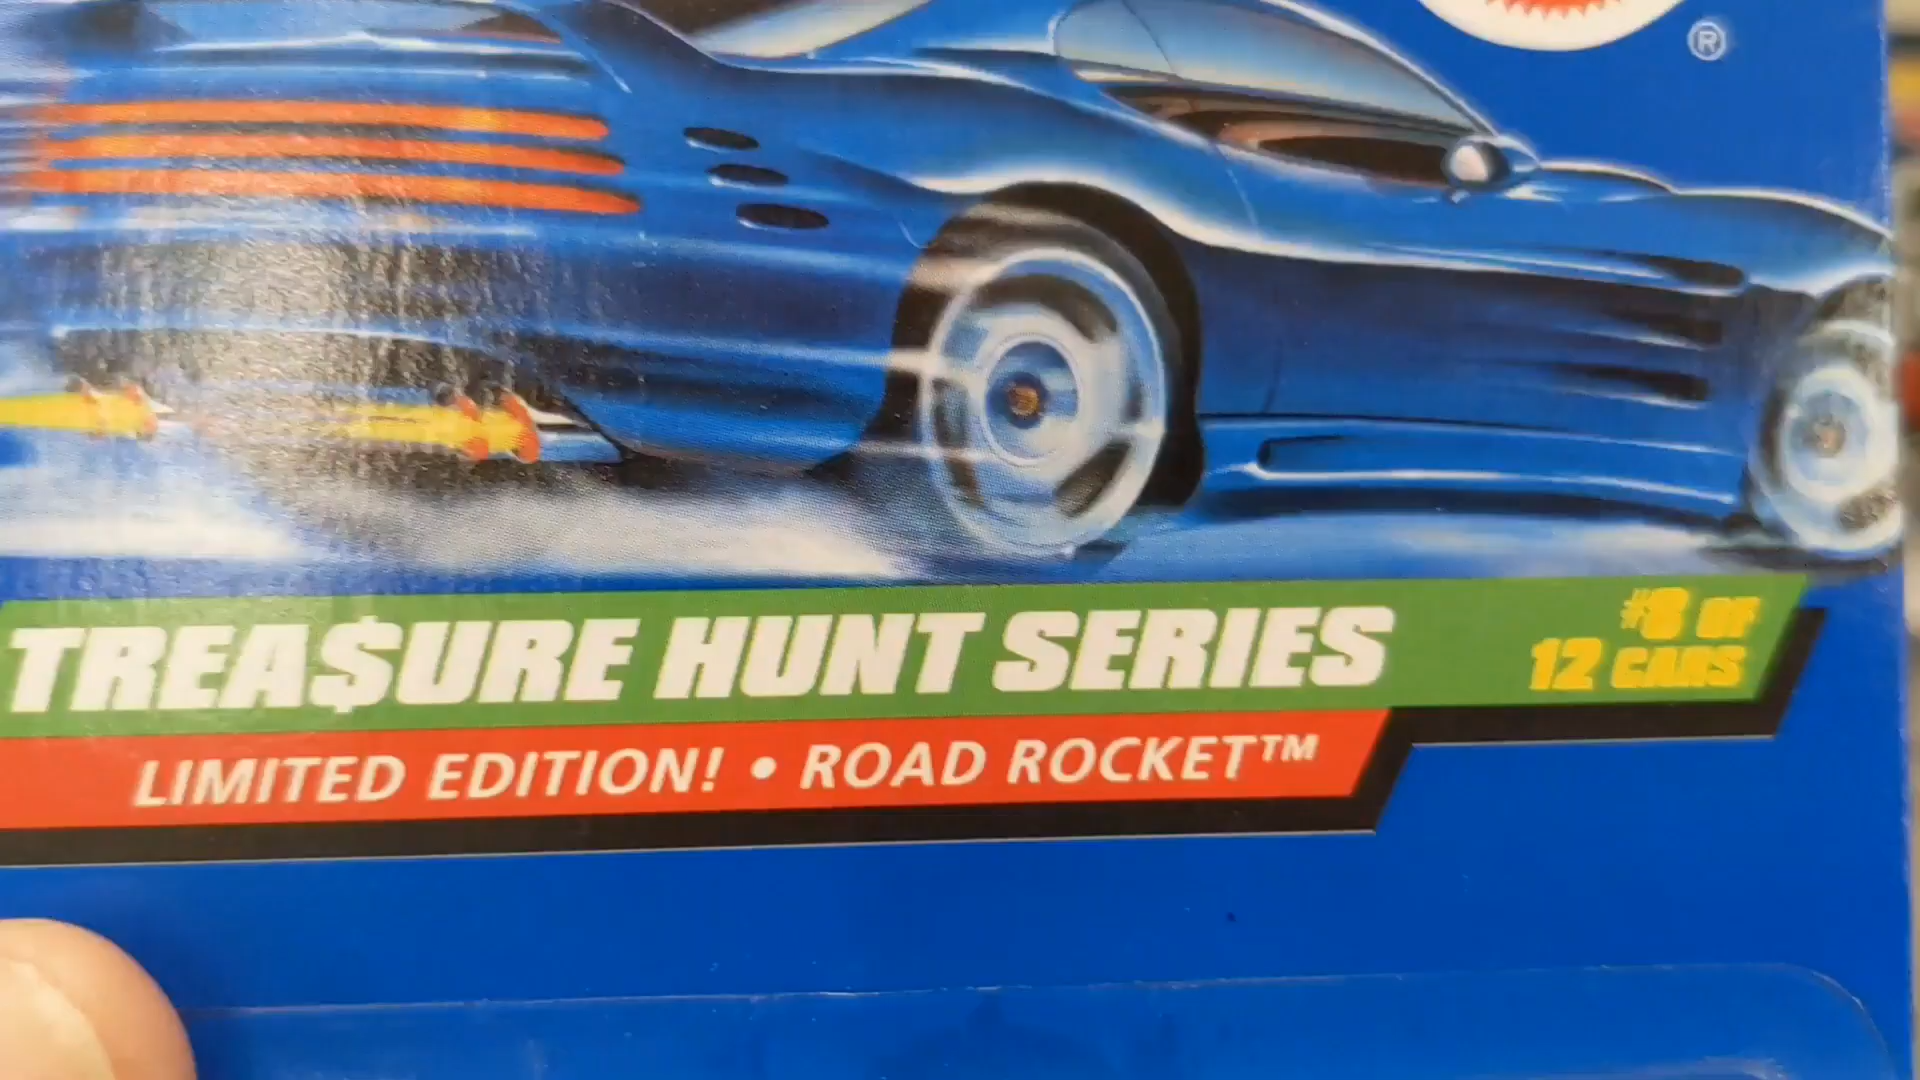 ®
TREA$URE HUNT SERIES
#8 OF
12 CARS
LIMITED EDITION! • ROAD ROCKET™